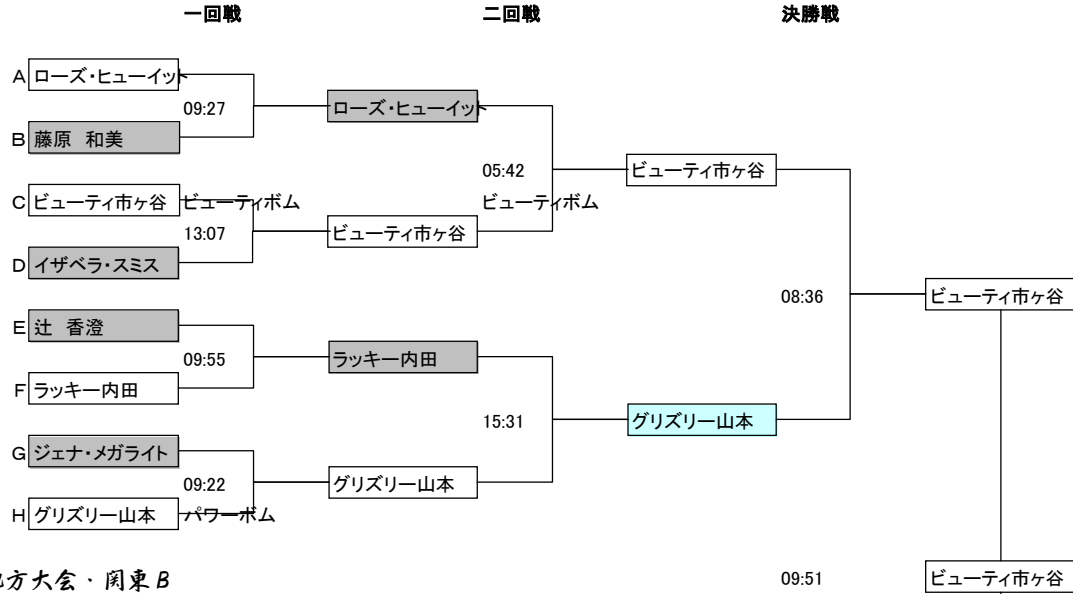 一回戦 二回戦 決勝戦
A ローズ・ヒューイット
09:27 ローズ・ヒューイット
B 藤原 和美
05:42 ビューティ市ヶ谷
C ビューティ市ヶ谷 ビューティボム ビューティボム
13:07 ビューティ市ヶ谷
D イザベラ・スミス
08:36 ビューティ市ヶ谷
E 辻 香澄
09:55 ラッキー内田
F ラッキー内田
15:31 グリズリー山本
G ジェナ・メガライト
09:22 グリズリー山本
H グリズリー山本 パワーボム
方大会・関東B 09:51 ビューティ市ヶ谷